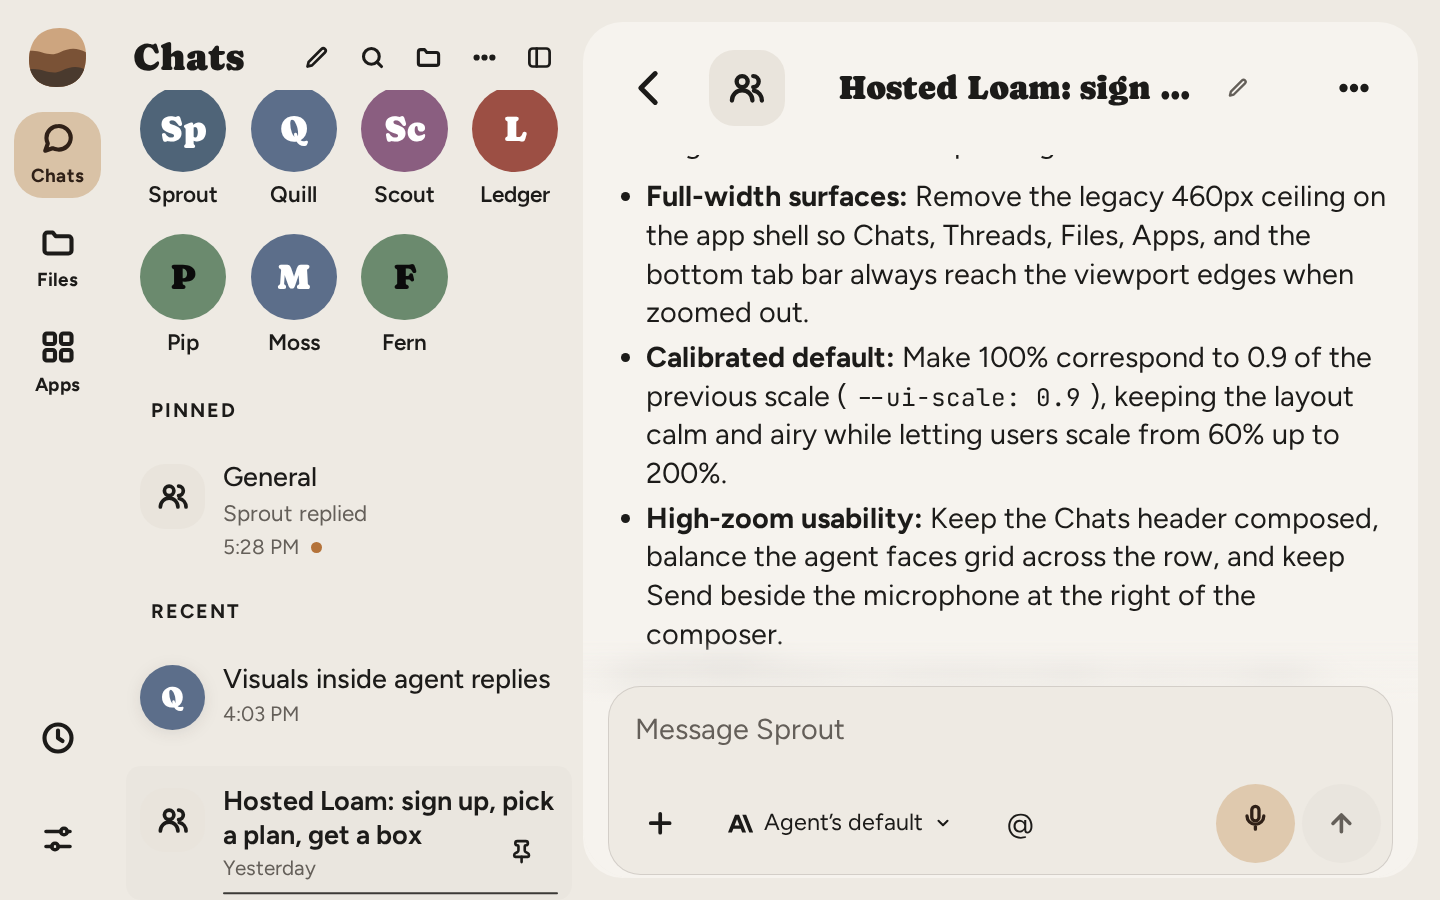 Chats
Files
Apps
Chats
Sp
Q
Sc
L
Sprout
Quill
Scout
Ledger
P
M
F
Pip
Moss
Fern
PINNED
General
Sprout replied
5:28 PM
RECENT
Q
Visuals inside agent replies
4:03 PM
Hosted Loam: sign up, pick
a plan, get a box
Yesterday
Hosted Loam: sign ...
• Full-width surfaces: Remove the legacy 460px ceiling on
the app shell so Chats, Threads, Files, Apps, and the
bottom tab bar always reach the viewport edges when
zoomed out.
• Calibrated default: Make 100% correspond to 0.9 of the
previous scale ( --ui-scale: 0.9 ), keeping the layout
calm and airy while letting users scale from 60% up to
200%.
• High-zoom usability: Keep the Chats header composed,
balance the agent faces grid across the row, and keep
Send beside the microphone at the right of the
composer.
Message Sprout
Agent’s default
@